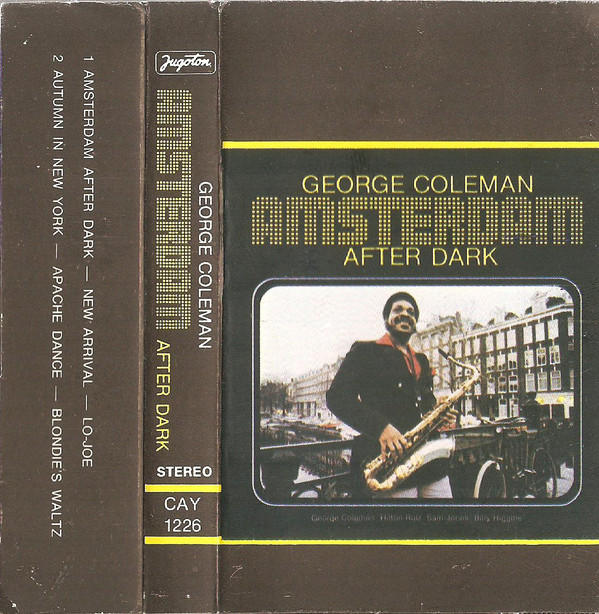 1 AMSTERDAM AFTER DARK — NEW ARRIVAL — LO-JOE
2 AUTUMN IN NEW YORK — APACHE DANCE — BLONDIE'S WALTZ
Jugoton
GEORGE COLEMAN
AMSTERDAM AFTER DARK
STEREO
CAY
1226
GEORGE COLEMAN
AMSTERDAM
AFTER DARK
George Coleman Hilton Ruiz Sam Jones Billy Higgins